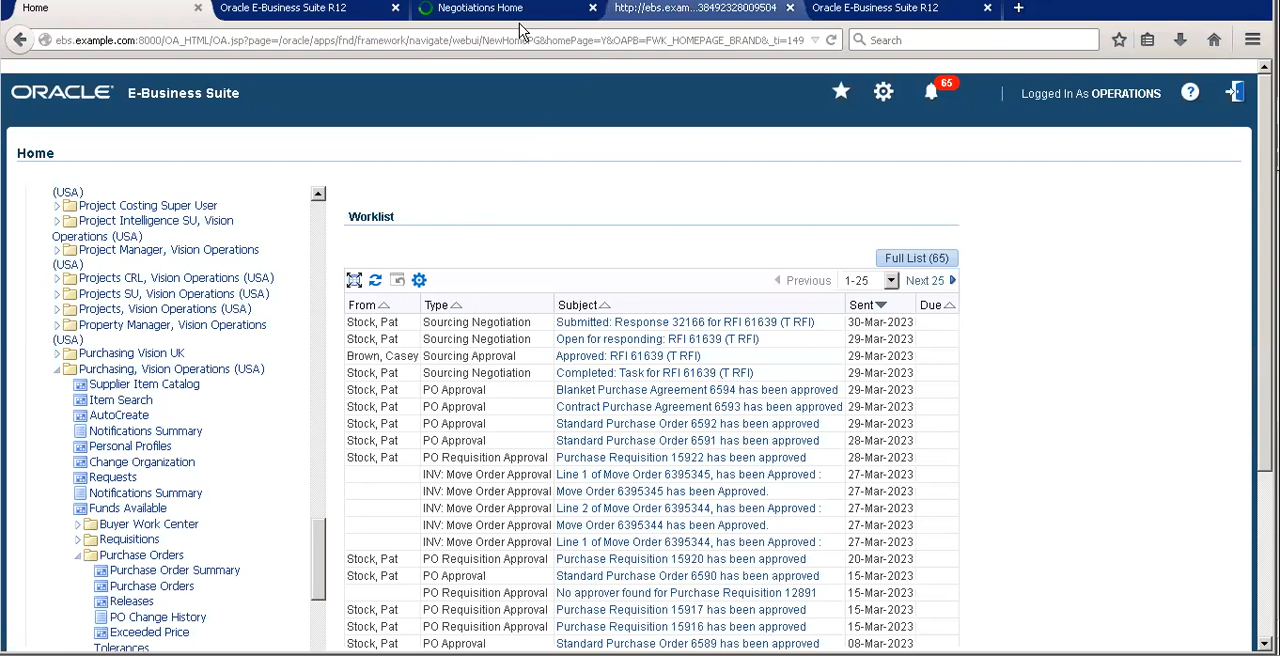 Home
Oracle E-Business Suite R12
Negotiations Home
http://ebs.exam...38492328009504
Oracle E-Business Suite R12
ebs.example.com:8000/OA_HTML/OA.jsp?page=/oracle/apps/fnd/framework/navigate/webui/NewHomePG&homePage=Y&OAPB=FWK_HOMEPAGE_BRAND&_ti=149
Search
ORACLE® E-Business Suite
65
Logged In As OPERATIONS
Home
(USA)
Project Costing Super User
Project Intelligence SU, Vision
Operations (USA)
Project Manager, Vision Operations
(USA)
Projects CRL, Vision Operations (USA)
Projects SU, Vision Operations (USA)
Projects, Vision Operations (USA)
Property Manager, Vision Operations
(USA)
Purchasing Vision UK
Purchasing, Vision Operations (USA)
Supplier Item Catalog
Item Search
AutoCreate
Notifications Summary
Personal Profiles
Change Organization
Requests
Notifications Summary
Funds Available
Buyer Work Center
Requisitions
Purchase Orders
Purchase Order Summary
Purchase Orders
Releases
PO Change History
Exceeded Price
Tolerances
Worklist
Full List (65)
Previous 1-25 Next 25
From Type Subject Sent Due
Stock, Pat Sourcing Negotiation Submitted: Response 32166 for RFI 61639 (T RFI) 30-Mar-2023
Stock, Pat Sourcing Negotiation Open for responding: RFI 61639 (T RFI) 29-Mar-2023
Brown, Casey Sourcing Approval Approved: RFI 61639 (T RFI) 29-Mar-2023
Stock, Pat Sourcing Negotiation Completed: Task for RFI 61639 (T RFI) 29-Mar-2023
Stock, Pat PO Approval Blanket Purchase Agreement 6594 has been approved 29-Mar-2023
Stock, Pat PO Approval Contract Purchase Agreement 6593 has been approved 29-Mar-2023
Stock, Pat PO Approval Standard Purchase Order 6592 has been approved 29-Mar-2023
Stock, Pat PO Approval Standard Purchase Order 6591 has been approved 28-Mar-2023
Stock, Pat PO Requisition Approval Purchase Requisition 15922 has been approved 28-Mar-2023
INV: Move Order Approval Line 1 of Move Order 6395345, has been Approved : 27-Mar-2023
INV: Move Order Approval Move Order 6395345 has been Approved. 27-Mar-2023
INV: Move Order Approval Line 2 of Move Order 6395344, has been Approved : 27-Mar-2023
INV: Move Order Approval Move Order 6395344 has been Approved. 27-Mar-2023
INV: Move Order Approval Line 1 of Move Order 6395344, has been Approved : 27-Mar-2023
Stock, Pat PO Requisition Approval Purchase Requisition 15920 has been approved 20-Mar-2023
Stock, Pat PO Approval Standard Purchase Order 6590 has been approved 15-Mar-2023
PO Requisition Approval No approver found for Purchase Requisition 12891 15-Mar-2023
Stock, Pat PO Requisition Approval Purchase Requisition 15917 has been approved 15-Mar-2023
Stock, Pat PO Requisition Approval Purchase Requisition 15916 has been approved 15-Mar-2023
Stock, Pat PO Approval Standard Purchase Order 6589 has been approved 08-Mar-2023